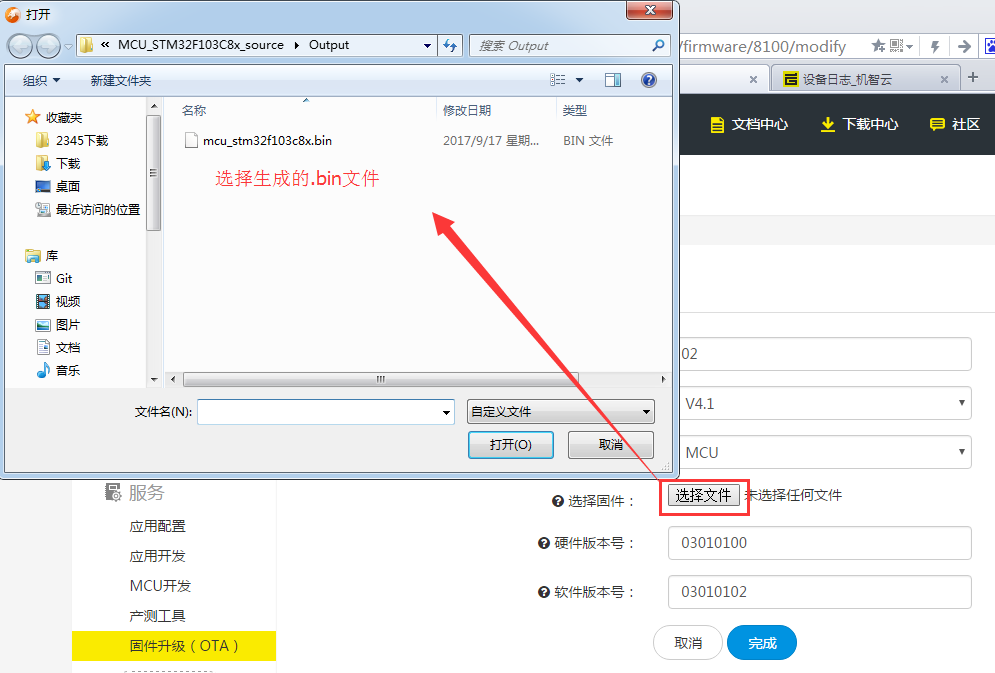 打开
« MCU_STM32F103C8x_source ▸ Output
搜索 Output
/firmware/8100/modify
组织
新建文件夹
设备日志_机智云
文档中心
下载中心
社区
收藏夹
2345下载
下载
桌面
最近访问的位置
库
Git
视频
图片
文档
音乐
名称
修改日期
类型
mcu_stm32f103c8x.bin
2017/9/17 星期...
BIN 文件
选择生成的.bin文件
文件名(N):
自定义文件
打开(O)
取消
02
V4.1
MCU
服务
应用配置
应用开发
MCU开发
产测工具
固件升级（OTA）
选择固件：
选择文件
未选择任何文件
硬件版本号：
03010100
软件版本号：
03010102
取消
完成